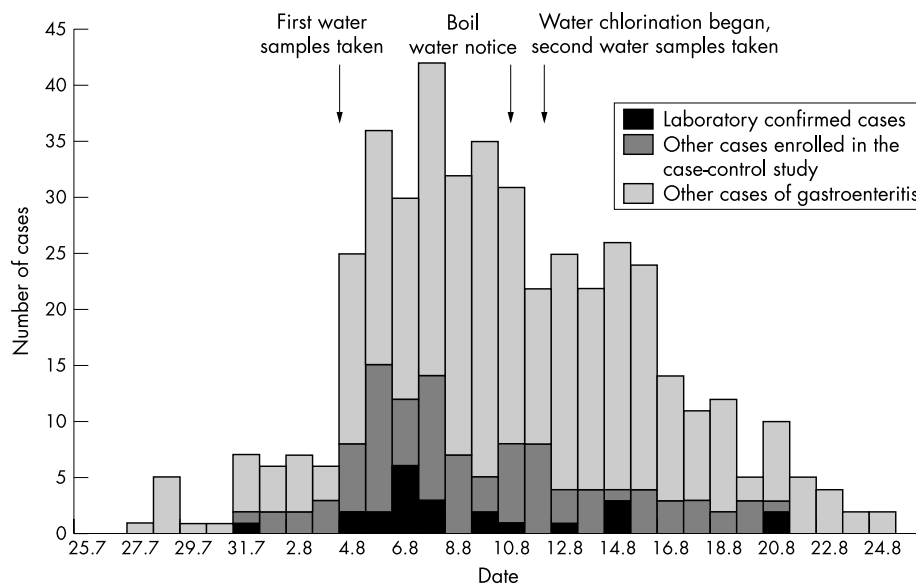 First water
samples taken
Boil
water notice
Water chlorination began,
second water samples taken
Laboratory confirmed cases
Other cases enrolled in the
case-control study
Other cases of gastroenteritis
Number of cases
45
40
35
30
25
20
15
10
5
0
25.7 27.7 29.7 31.7 2.8 4.8 6.8 8.8 10.8 12.8 14.8 16.8 18.8 20.8 22.8 24.8
Date